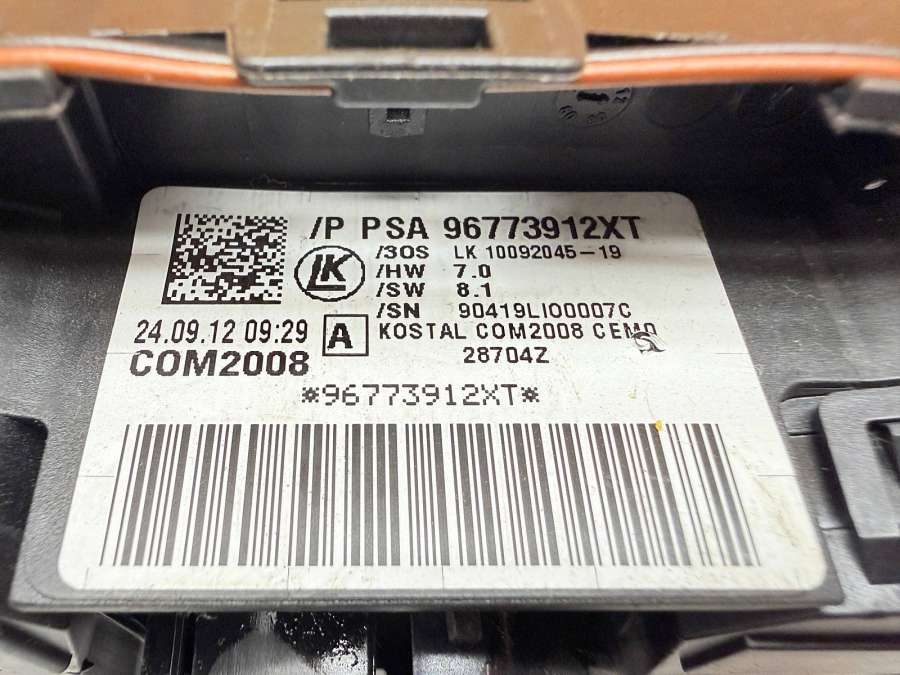 /P PSA 96773912XT
LK
/3OS LK 10092045-19
/HW 7.0
/SW 8.1
/SN 90419LI00007C
24.09.12 09:29 A KOSTAL COM2008
COM2008 28704Z
*96773912XT*